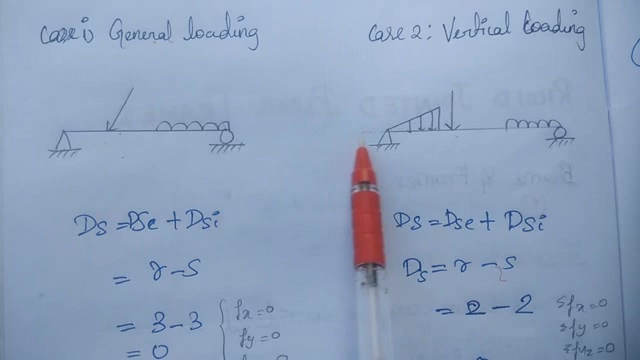 Case 1) General loading
Case 2: Vertical loading
Ds = Dse + Dsi
= r - s
= 3 - 3
= 0
fx = 0
fy = 0
Ds = Dse + Dsi
Ds = r - s
= 2 - 2
Σfx = 0
Σfy = 0